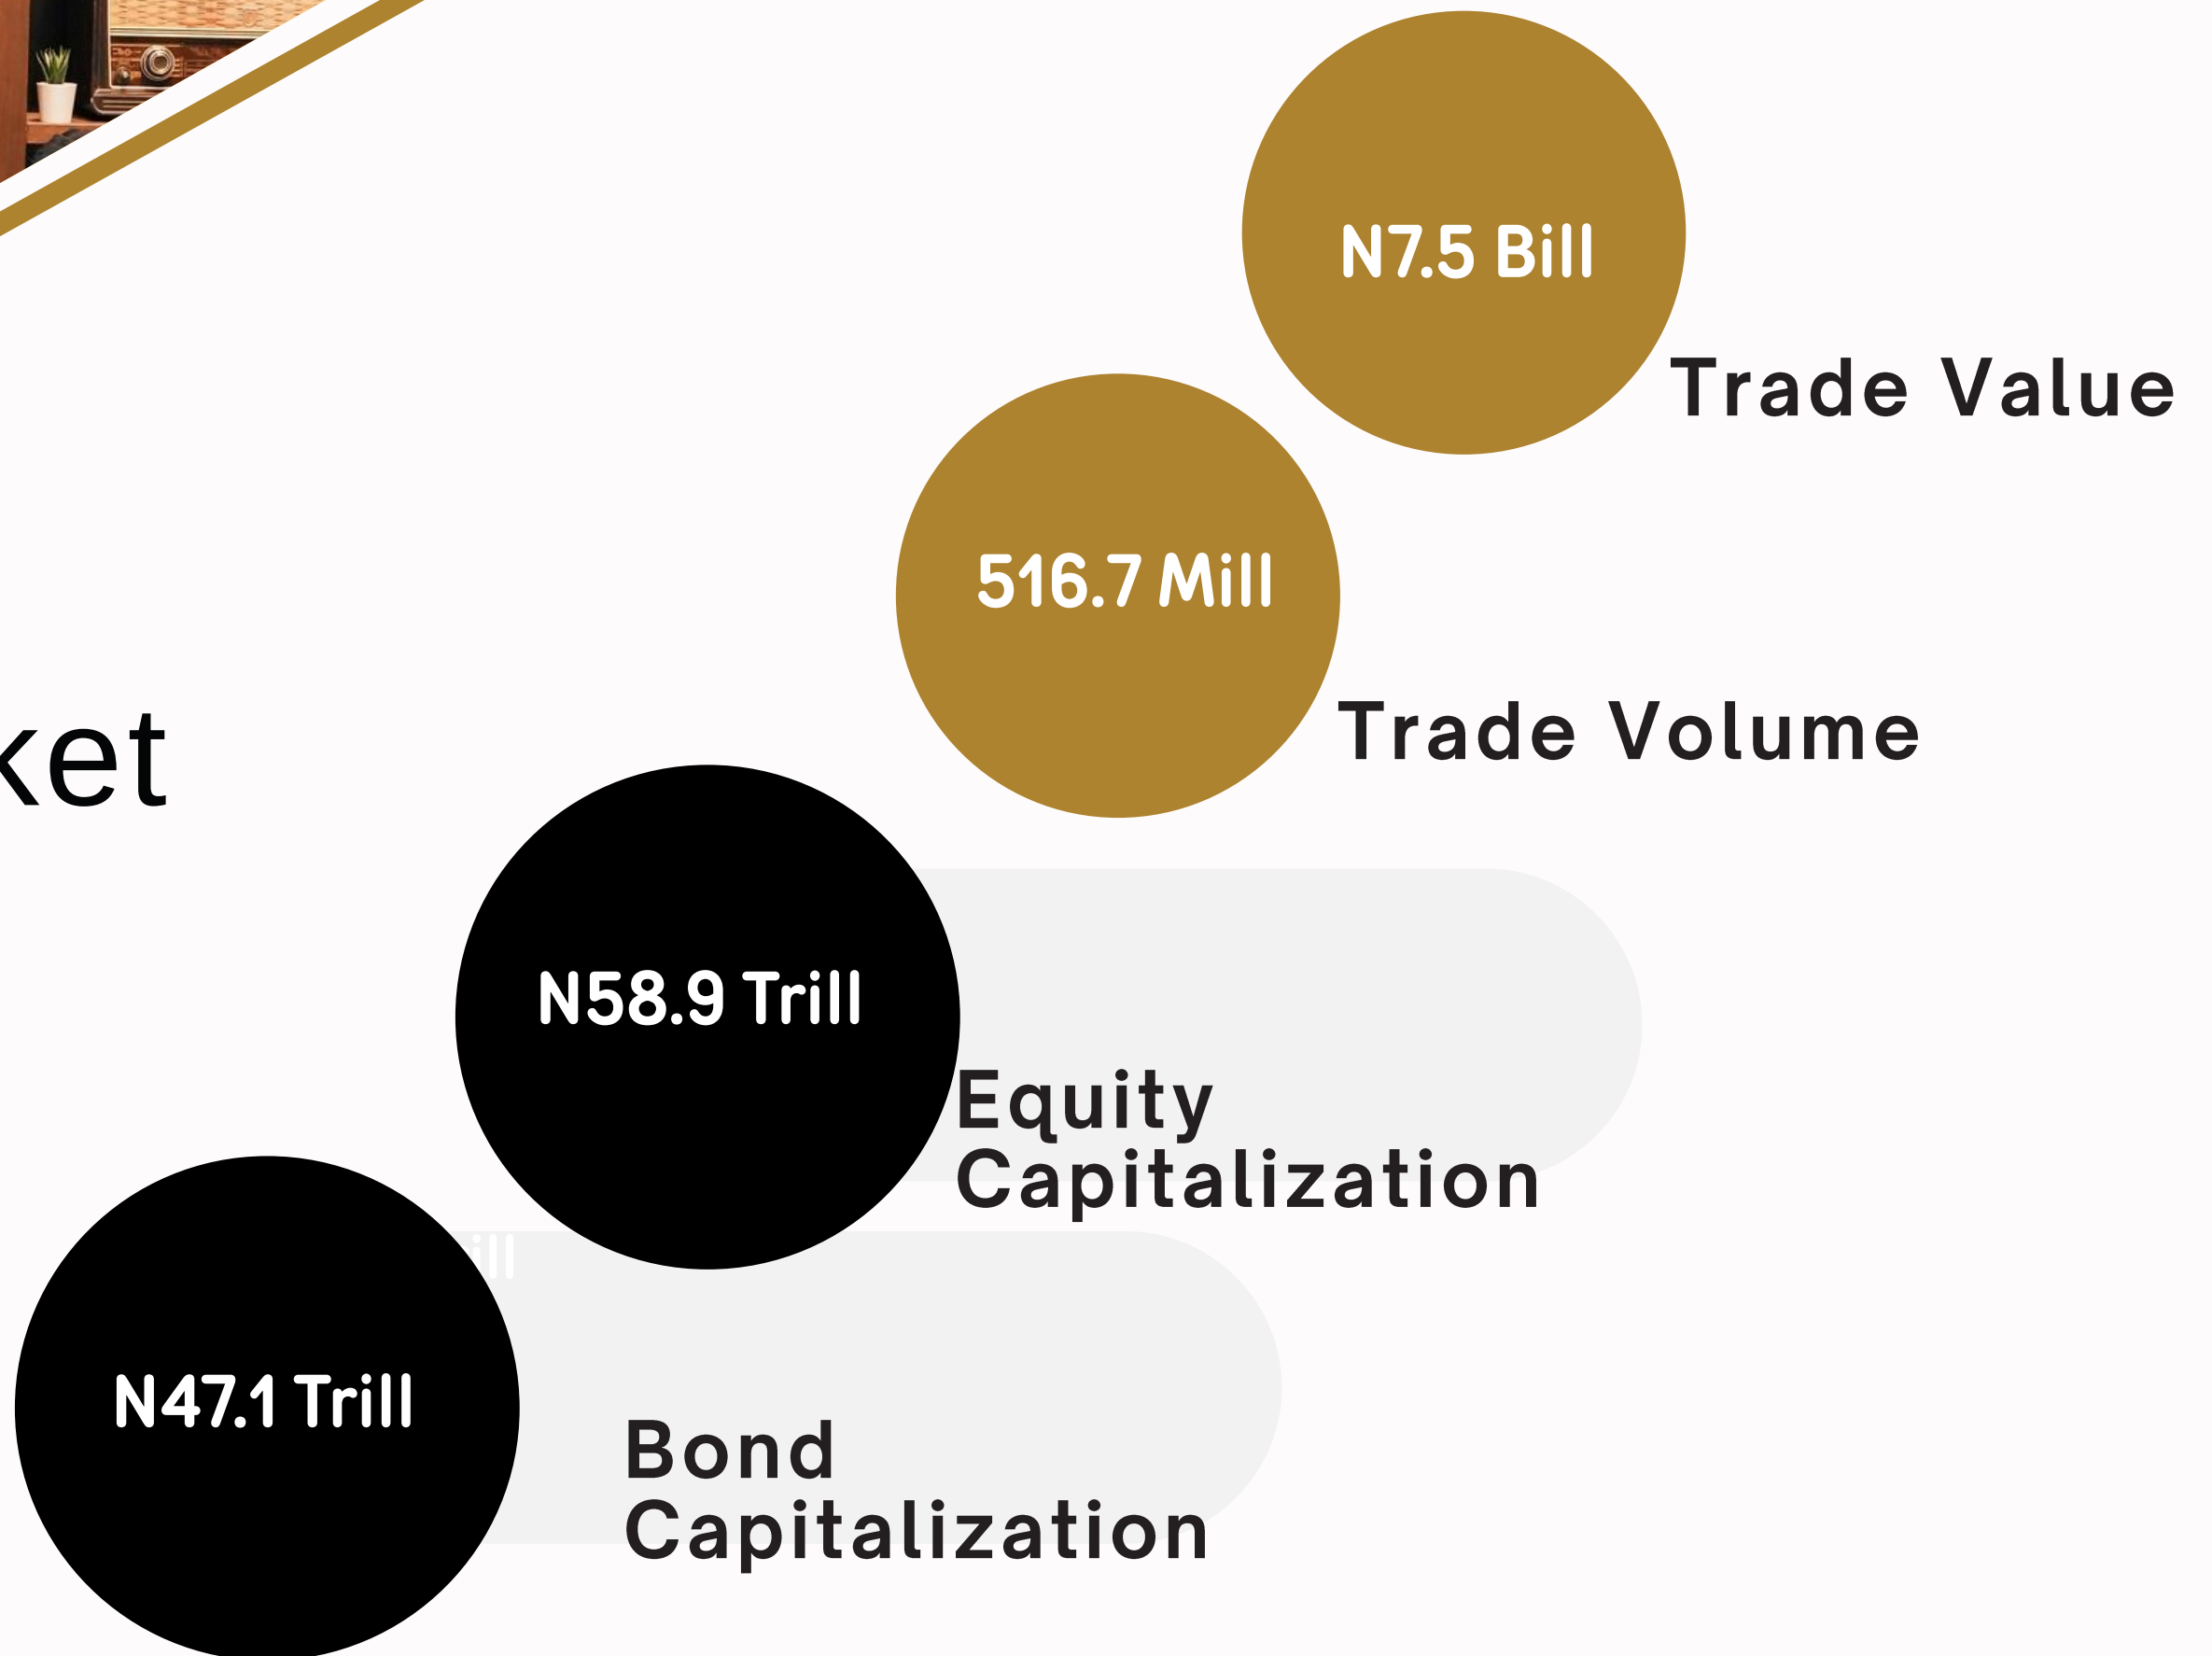 N7.5 Bill
Trade Value
516.7 Mill
Trade Volume
ket
N58.9 Trill
Equity
Capitalization
ill
N47.1 Trill
Bond
Capitalization